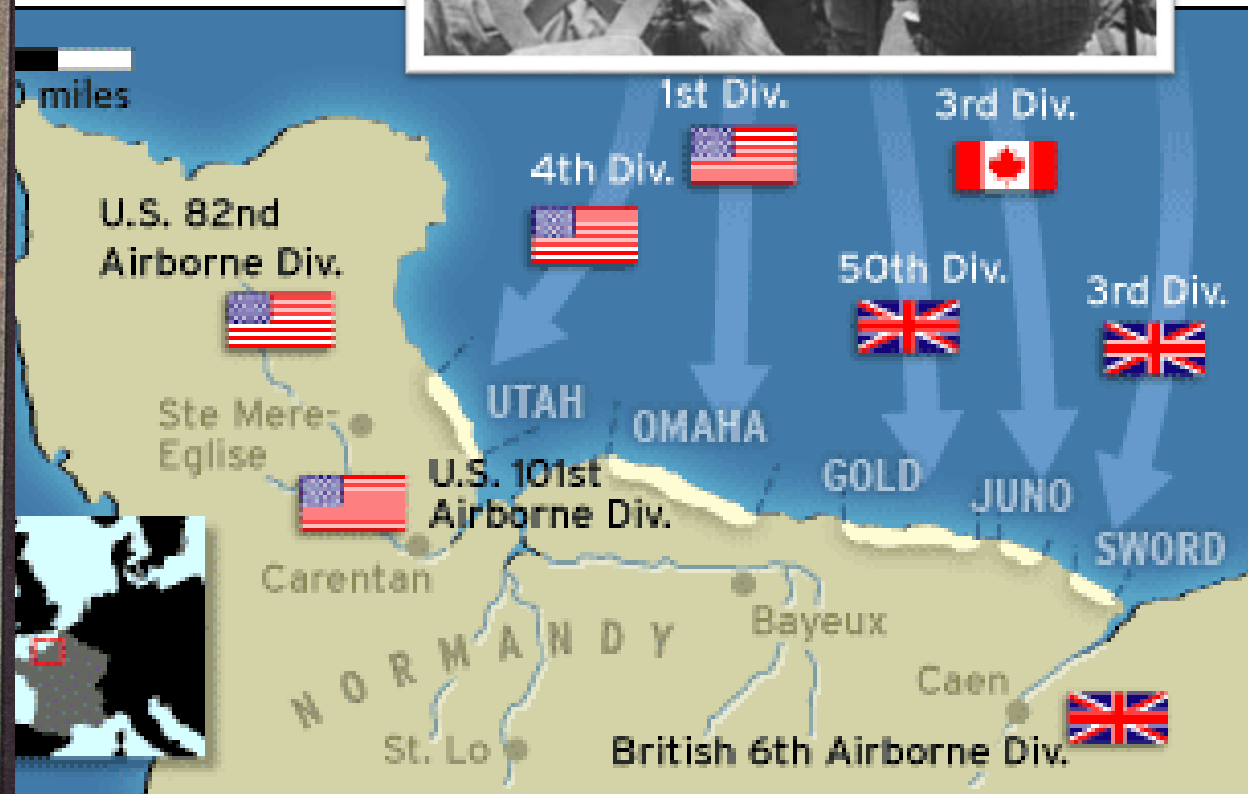 miles
1st Div.
3rd Div.
4th Div.
U.S. 82nd
Airborne Div.
50th Div.
3rd Div.
UTAH
OMAHA
Ste Mere-
Eglise
GOLD
JUNO
U.S. 101st
Airborne Div.
SWORD
Carentan
Bayeux
NORMANDY
Caen
St. Lo
British 6th Airborne Div.